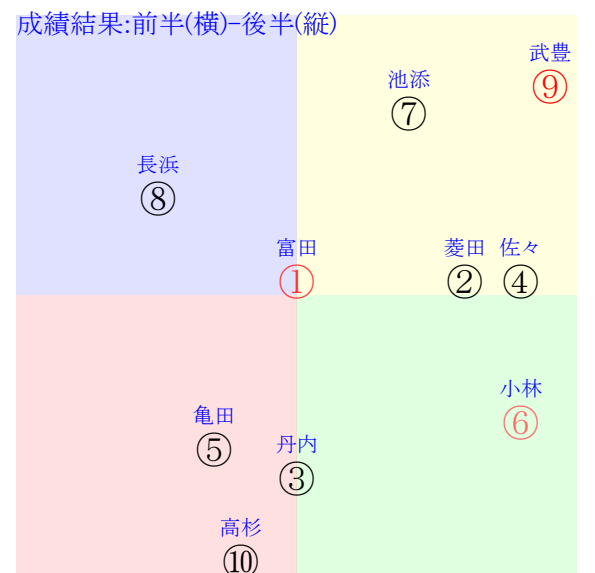 成績結果:前半(横)-後半(縦)
武豊
⑨
池添
⑦
長浜
⑧
富田
①
菱田
②
佐々
④
小林
⑥
亀田
⑤
丹内
③
高杉
⑩